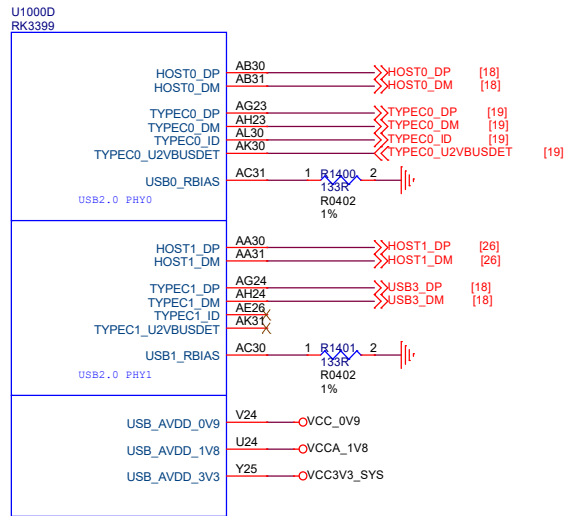 U1000D
RK3399
HOST0_DP AB30 HOST0_DP [18]
HOST0_DM AB31 HOST0_DM [18]
TYPEC0_DP AG23 TYPEC0_DP [19]
TYPEC0_DM AH23 TYPEC0_DM [19]
TYPEC0_ID AL30 TYPEC0_ID [19]
TYPEC0_U2VBUSDET AK30 TYPEC0_U2VBUSDET [19]
USB0_RBIAS AC31 1 R1400 2
133R
USB2.0 PHY0 R0402
1%
HOST1_DP AA30 HOST1_DP [26]
HOST1_DM AA31 HOST1_DM [26]
TYPEC1_DP AG24 USB3_DP [18]
TYPEC1_DM AH24 USB3_DM [18]
TYPEC1_ID AE26
TYPEC1_U2VBUSDET AK31
USB1_RBIAS AC30 1 R1401 2
133R
USB2.0 PHY1 R0402
1%
USB_AVDD_0V9 V24 VCC_0V9
USB_AVDD_1V8 U24 VCCA_1V8
USB_AVDD_3V3 Y25 VCC3V3_SYS